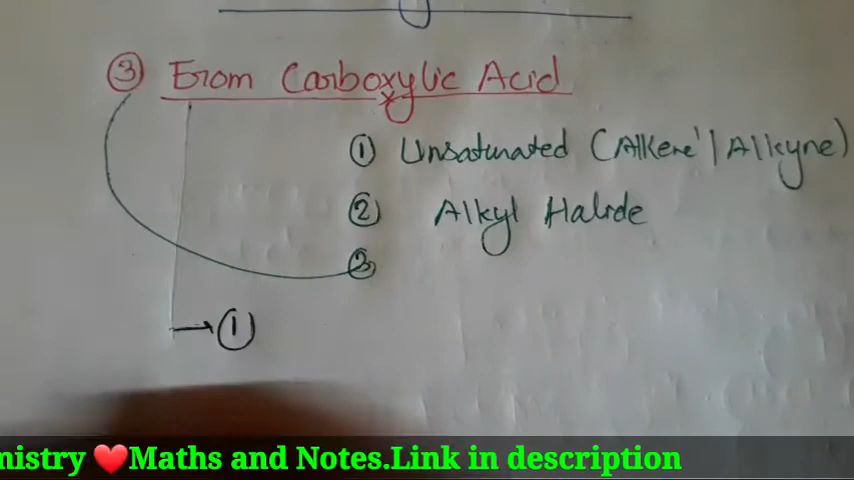 ③ From Carboxylic Acid
① Unsaturated (Alkene | Alkyne)
② Alkyl Halide
③
→ ①
mistry ❤️Maths and Notes.Link in description